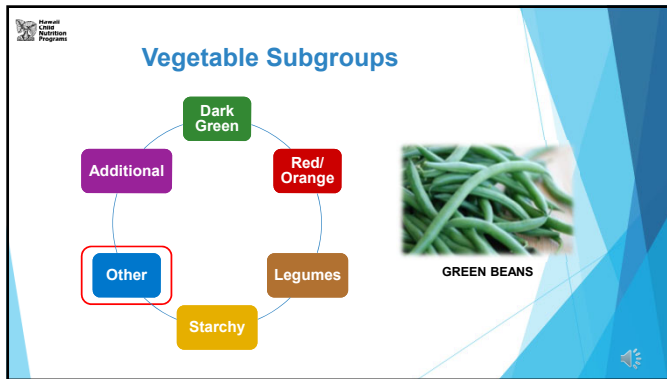 Hawaii
Child
Nutrition
Programs
Vegetable Subgroups
Dark
Green
Red/
Orange
Legumes
Starchy
Other
Additional
GREEN BEANS